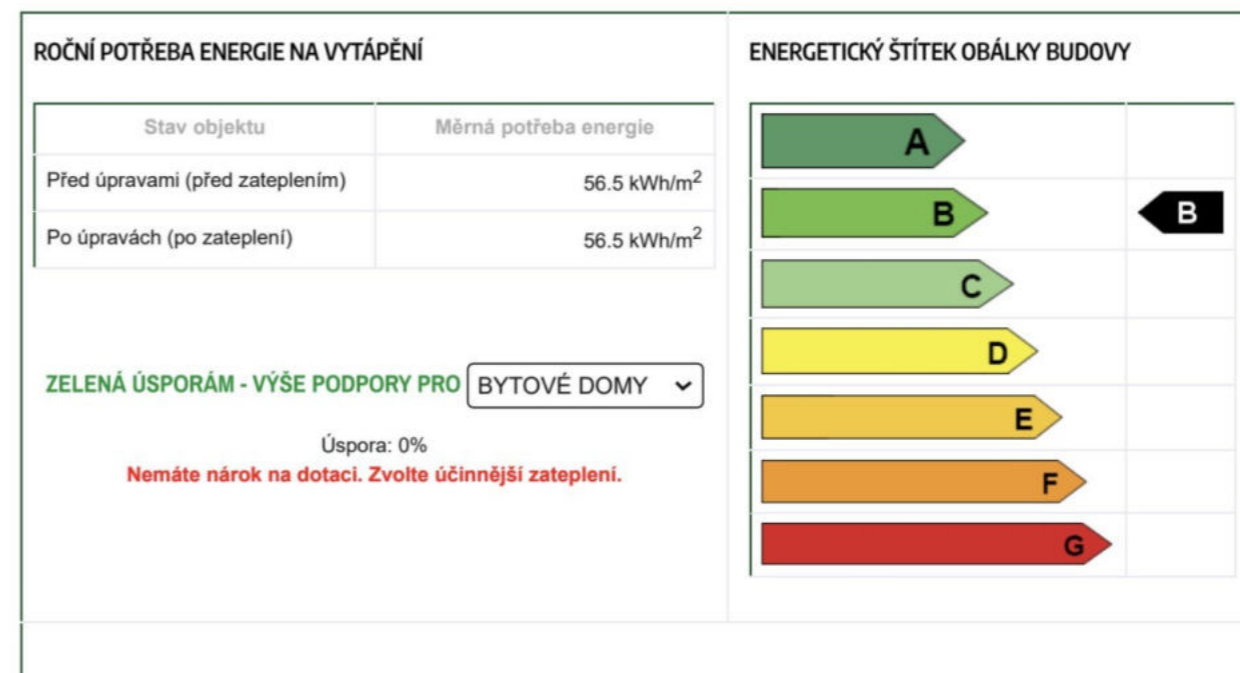 ROČNÍ POTŘEBA ENERGIE NA VYTÁPĚNÍ
Stav objektu Měrná potřeba energie
Před úpravami (před zateplením) 56.5 kWh/m²
Po úpravách (po zateplení) 56.5 kWh/m²
ZELENÁ ÚSPORÁM - VÝŠE PODPORY PRO BYTOVÉ DOMY
Úspora: 0%
Nemáte nárok na dotaci. Zvolte účinnější zateplení.
ENERGETICKÝ ŠTÍTEK OBÁLKY BUDOVY
A
B B
C
D
E
F
G